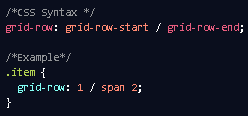 /*CSS Syntax */
grid-row: grid-row-start / grid-row-end;
/*Example*/
.item {
grid-row: 1 / span 2;
}